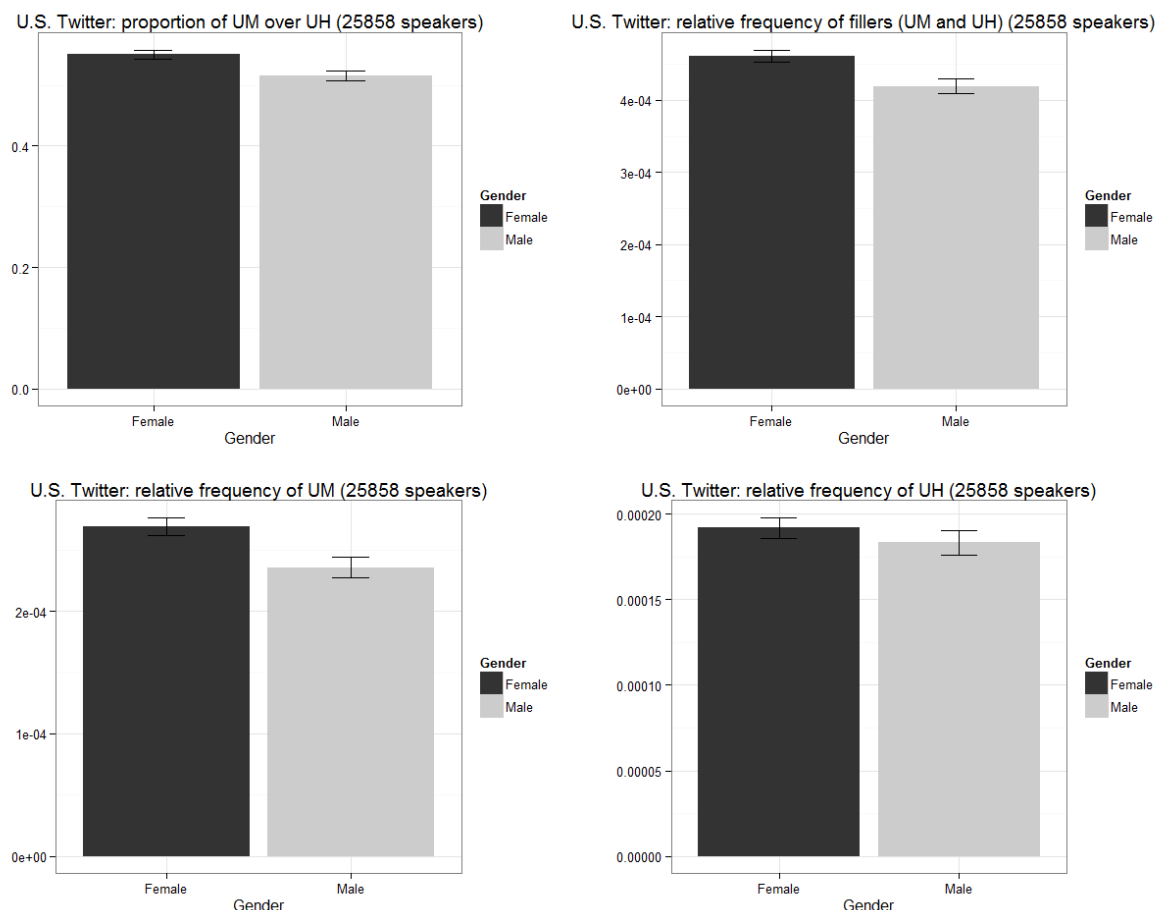 U.S. Twitter: proportion of UM over UH (25858 speakers)
0.4
0.2
0.0
Female
Male
Gender
Gender
Female
Male
U.S. Twitter: relative frequency of fillers (UM and UH) (25858 speakers)
4e-04
3e-04
2e-04
1e-04
0e+00
Female
Male
Gender
Gender
Female
Male
U.S. Twitter: relative frequency of UM (25858 speakers)
2e-04
1e-04
0e+00
Female
Male
Gender
Gender
Female
Male
U.S. Twitter: relative frequency of UH (25858 speakers)
0.00020
0.00015
0.00010
0.00005
0.00000
Female
Male
Gender
Gender
Female
Male